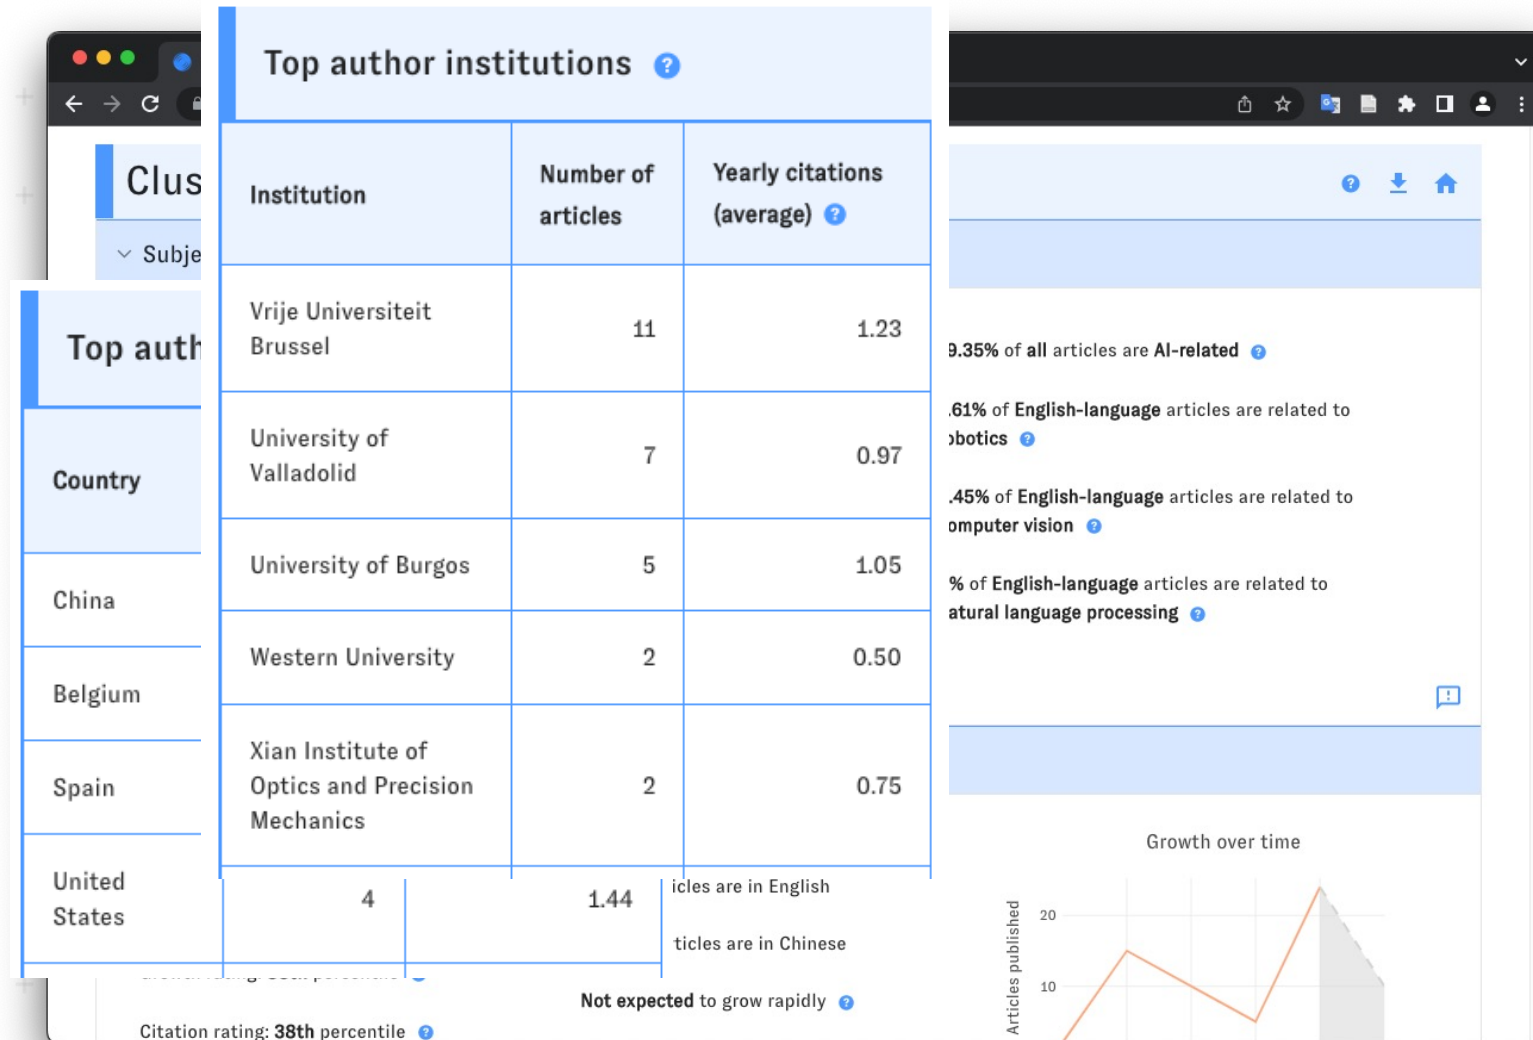 Top author institutions
Institution
Number of
articles
Yearly citations
(average)
Vrije Universiteit
Brussel
11
1.23
University of
Valladolid
7
0.97
University of Burgos
5
1.05
Western University
2
0.50
Xian Institute of
Optics and Precision
Mechanics
2
0.75
Clus
Subje
Top auth
Country
China
Belgium
Spain
United
States
4
1.44
9.35% of all articles are AI-related
.61% of English-language articles are related to
obotics
.45% of English-language articles are related to
omputer vision
% of English-language articles are related to
atural language processing
icles are in English
ticles are in Chinese
Not expected to grow rapidly
Citation rating: 38th percentile
Growth over time
Articles published
20
10